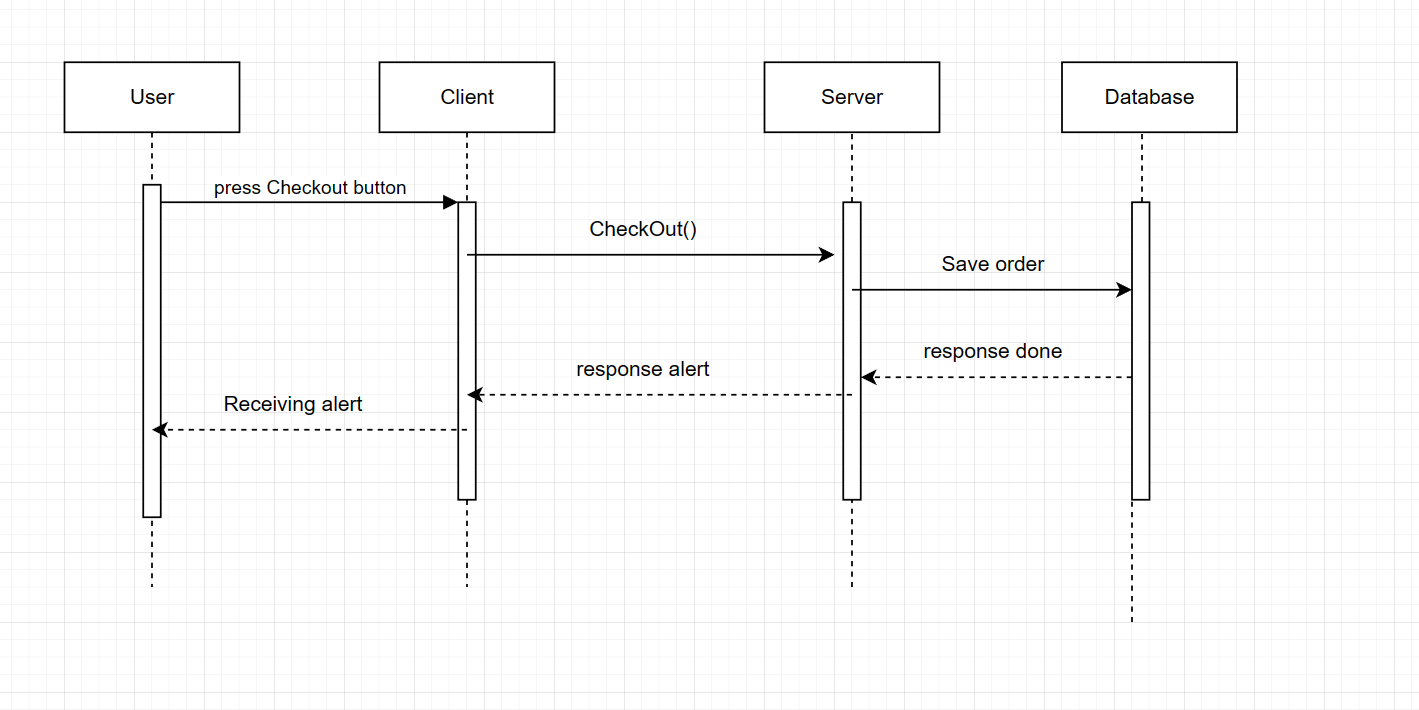 User
Client
Server
Database
press Checkout button
CheckOut()
Save order
response done
response alert
Receiving alert